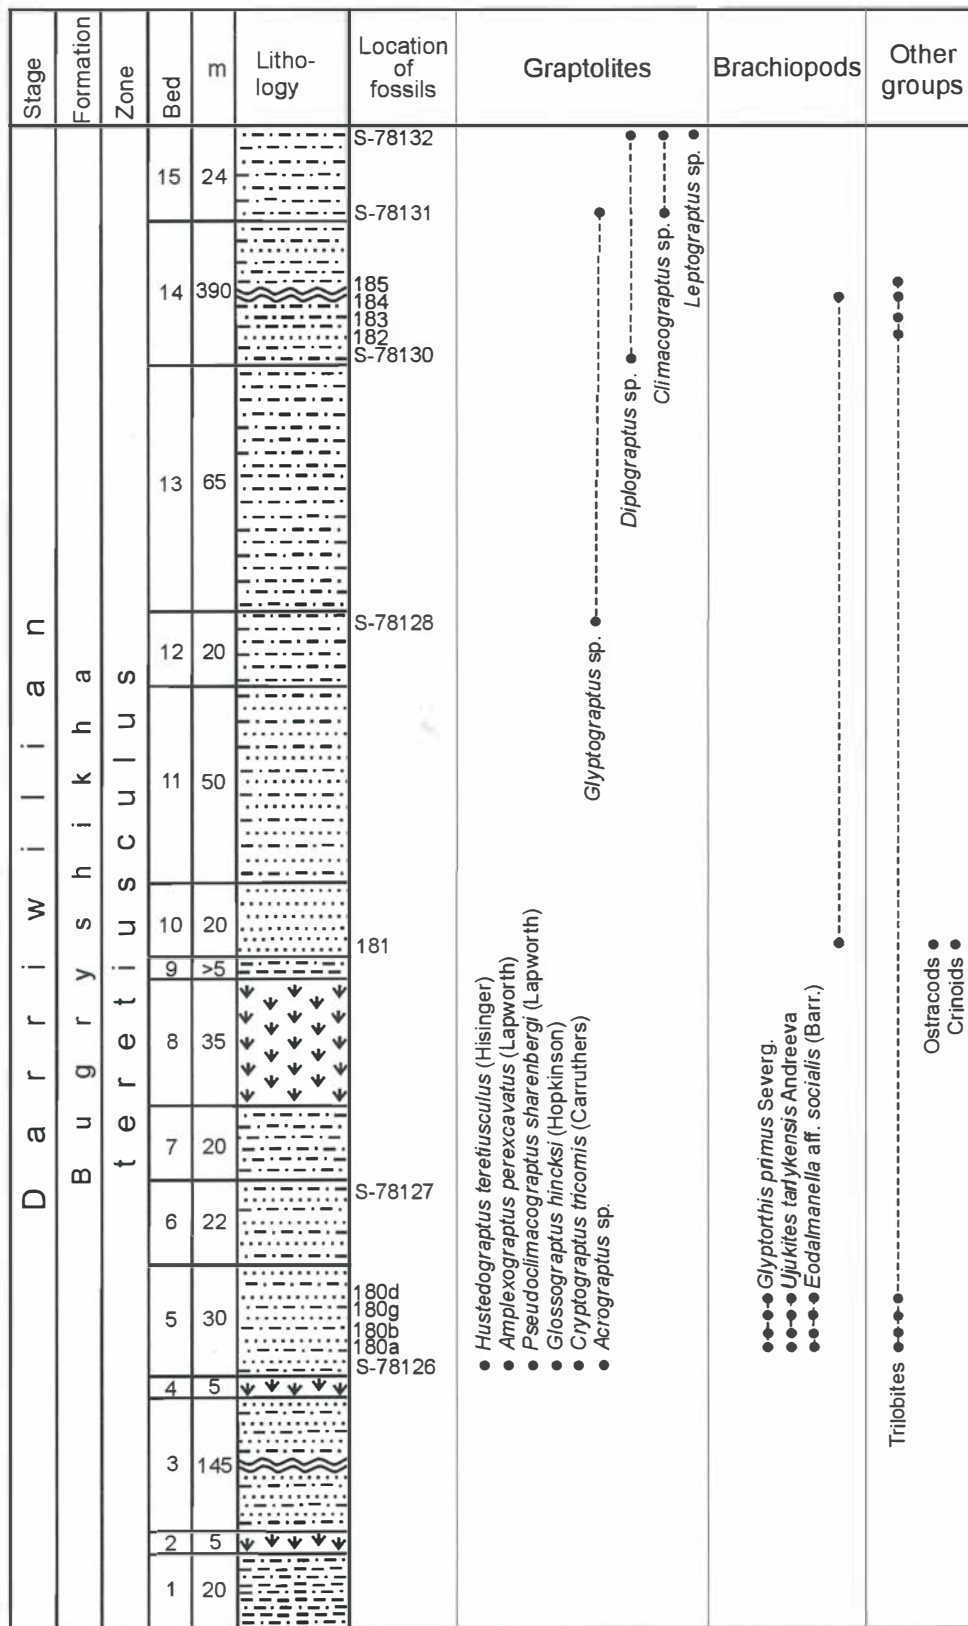 Stage
Formation
Zone
Bed
m
Litho-
logy
Location
of
fossils
Graptolites
Brachiopods
Other
groups
Darriwilian
Bugryshikha
teretiusculus
15 24
14 390
13 65
12 20
11 50
10 20
9 >5
8 35
7 20
6 22
5 30
4 5
3 145
2 5
1 20
S-78132
S-78131
185
184
183
182
S-78130
S-78128
181
S-78127
180d
180g
180b
180a
S-78126
Hustedograptus teretiusculus (Hisinger)
Amplexograptus perexcavatus (Lapworth)
Pseudoclimacograptus sharenbergi (Lapworth)
Glossograptus hincksi (Hopkinson)
Cryptograptus tricornis (Carruthers)
Acrograptus sp.
Glyptograptus sp.
Diplograptus sp.
Climacograptus sp.
Leptograptus sp.
Glyptorthis primus Severg.
Ujukites tarlykensis Andreeva
Eodalmanella aff. socialis (Barr.)
Trilobites
Ostracods
Crinoids